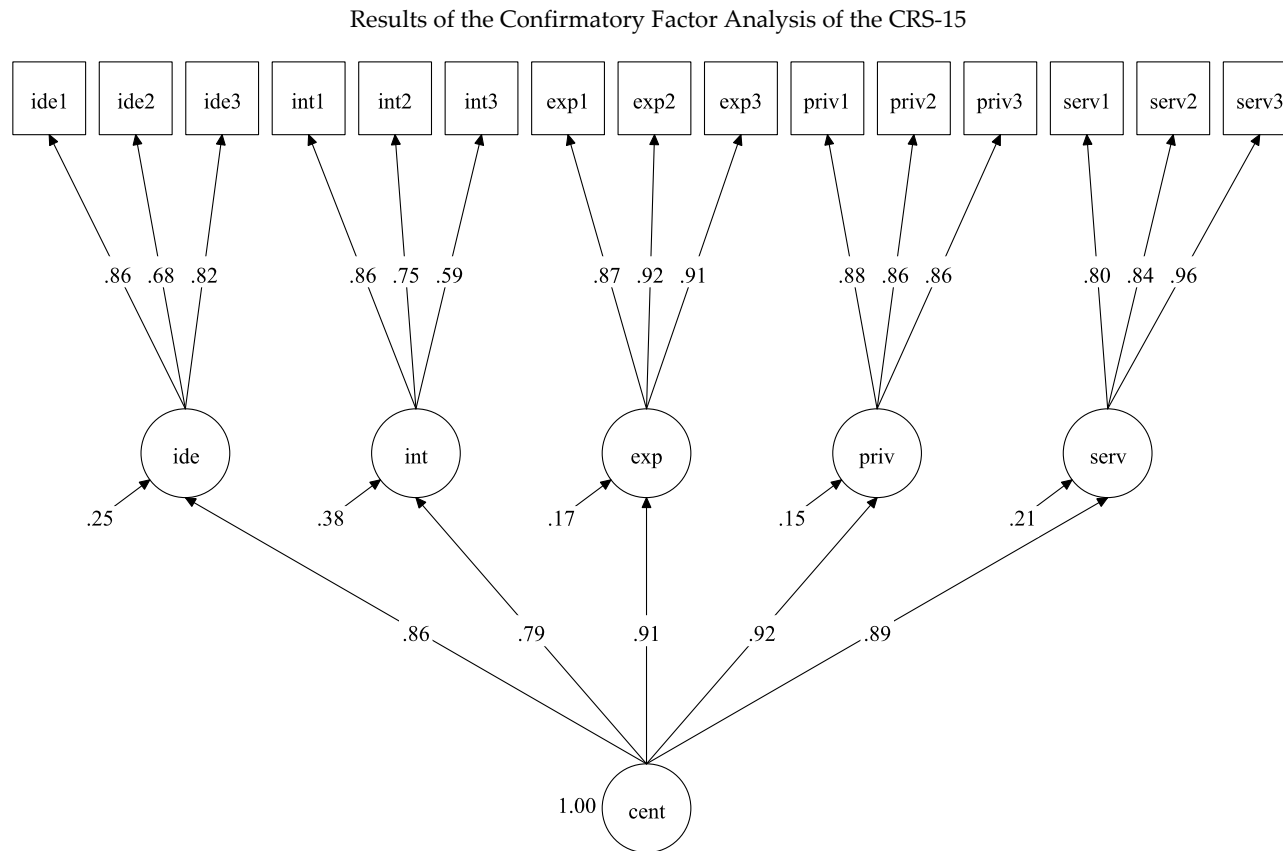 Results of the Confirmatory Factor Analysis of the CRS-15
ide1 ide2 ide3 int1 int2 int3 exp1 exp2 exp3 priv1 priv2 priv3 serv1 serv2 serv3
.86 .68 .82 .86 .75 .59 .87 .92 .91 .88 .86 .86 .80 .84 .96
ide int exp priv serv
.25 .38 .17 .15 .21
.86 .79 .91 .92 .89
1.00 cent